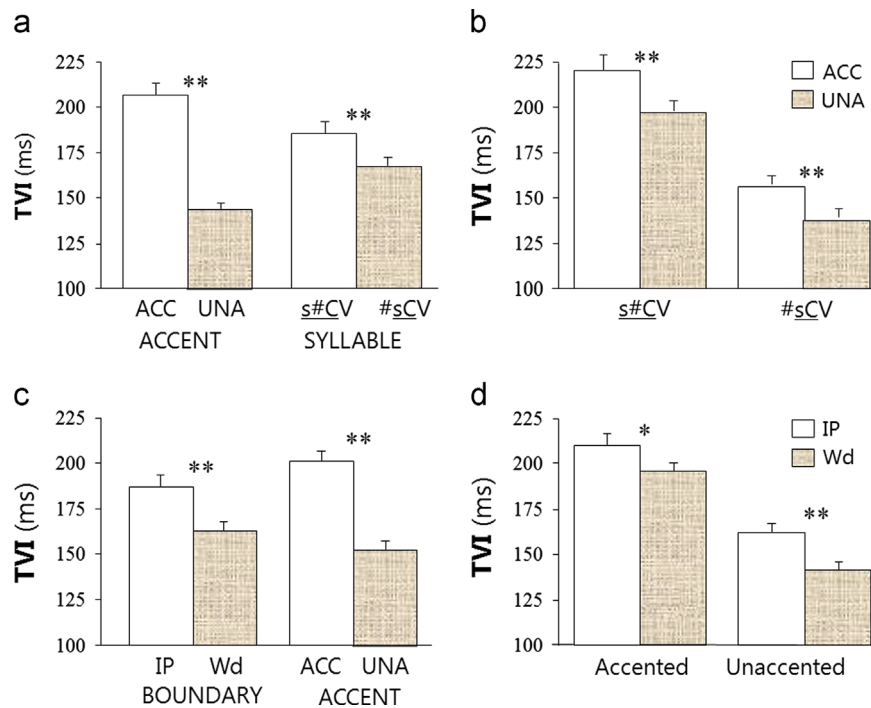 a
225
200
175
150
125
100
TVI (ms)
** **
ACC UNA s#CV #sCV
ACCENT SYLLABLE
b
225
200
175
150
125
100
TVI (ms)
** **
ACC
UNA
s#CV #sCV
c
225
200
175
150
125
100
TVI (ms)
** **
IP Wd ACC UNA
BOUNDARY ACCENT
d
225
200
175
150
125
100
TVI (ms)
* **
IP
Wd
Accented Unaccented